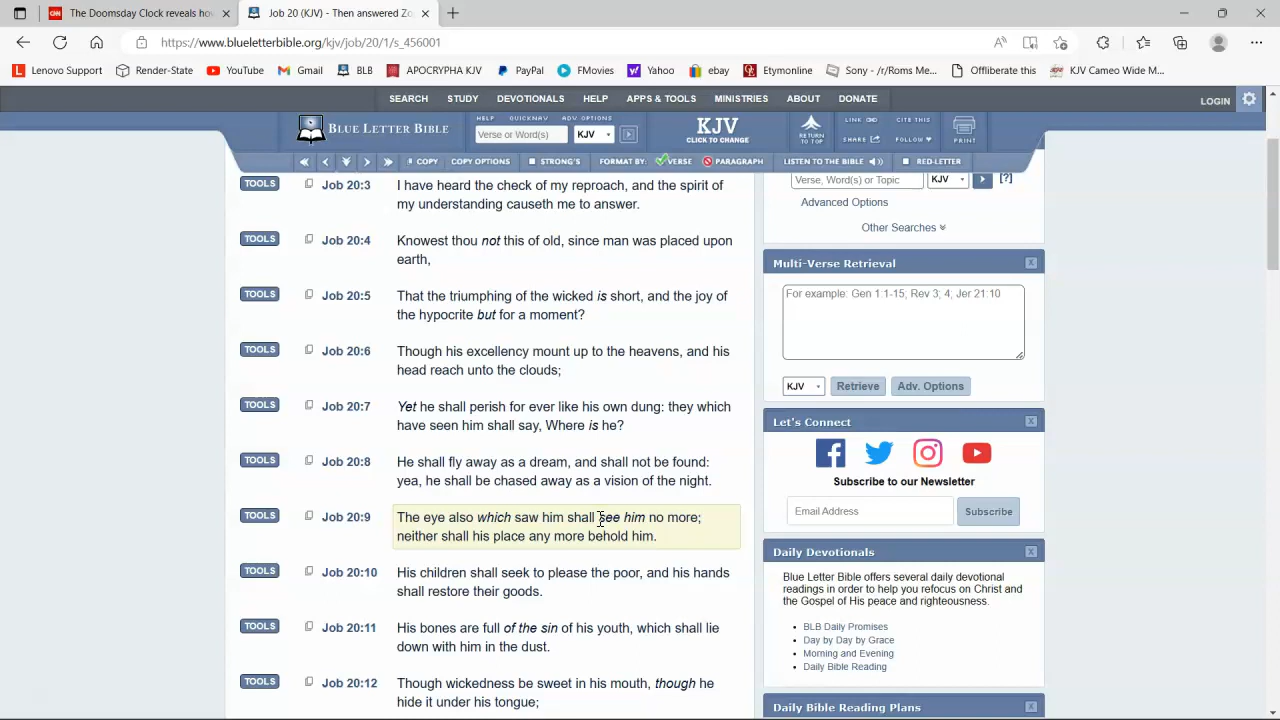 The Doomsday Clock reveals ho
Job 20 (KJV) - Then answered Zo
https://www.blueletterbible.org/kjv/job/20/1/s_456001
Lenovo Support
Render-State
YouTube
Gmail
BLB
APOCRYPHA KJV
PayPal
FMovies
Yahoo
ebay
Etymonline
Sony - /r/Roms Me...
Offliberate this
KJV Cameo Wide M...
SEARCH STUDY DEVOTIONALS HELP APPS & TOOLS MINISTRIES ABOUT DONATE LOGIN
BLUE LETTER BIBLE
HELP QUICKNAV ADV OPTIONS
Verse or Word(s) KJV
KJV
CLICK TO CHANGE
RETURN
TO TOP
LINK CITE THIS
SHARE FOLLOW
PRINT
COPY COPY OPTIONS STRONG'S FORMAT BY: VERSE PARAGRAPH LISTEN TO THE BIBLE RED-LETTER
TOOLS Job 20:3 I have heard the check of my reproach, and the spirit of
my understanding causeth me to answer.
TOOLS Job 20:4 Knowest thou not this of old, since man was placed upon
earth,
TOOLS Job 20:5 That the triumphing of the wicked is short, and the joy of
the hypocrite but for a moment?
TOOLS Job 20:6 Though his excellency mount up to the heavens, and his
head reach unto the clouds;
TOOLS Job 20:7 Yet he shall perish for ever like his own dung: they which
have seen him shall say, Where is he?
TOOLS Job 20:8 He shall fly away as a dream, and shall not be found:
yea, he shall be chased away as a vision of the night.
TOOLS Job 20:9 The eye also which saw him shall see him no more;
neither shall his place any more behold him.
TOOLS Job 20:10 His children shall seek to please the poor, and his hands
shall restore their goods.
TOOLS Job 20:11 His bones are full of the sin of his youth, which shall lie
down with him in the dust.
TOOLS Job 20:12 Though wickedness be sweet in his mouth, though he
hide it under his tongue;
Verse, Word(s) or Topic KJV [?]
Advanced Options
Other Searches
Multi-Verse Retrieval X
For example: Gen 1:1-15; Rev 3; 4; Jer 21:10
KJV Retrieve Adv. Options
Let's Connect X
Subscribe to our Newsletter
Email Address Subscribe
Daily Devotionals X
Blue Letter Bible offers several daily devotional
readings in order to help you refocus on Christ and
the Gospel of His peace and righteousness.
BLB Daily Promises
Day by Day by Grace
Morning and Evening
Daily Bible Reading
Daily Bible Reading Plans X